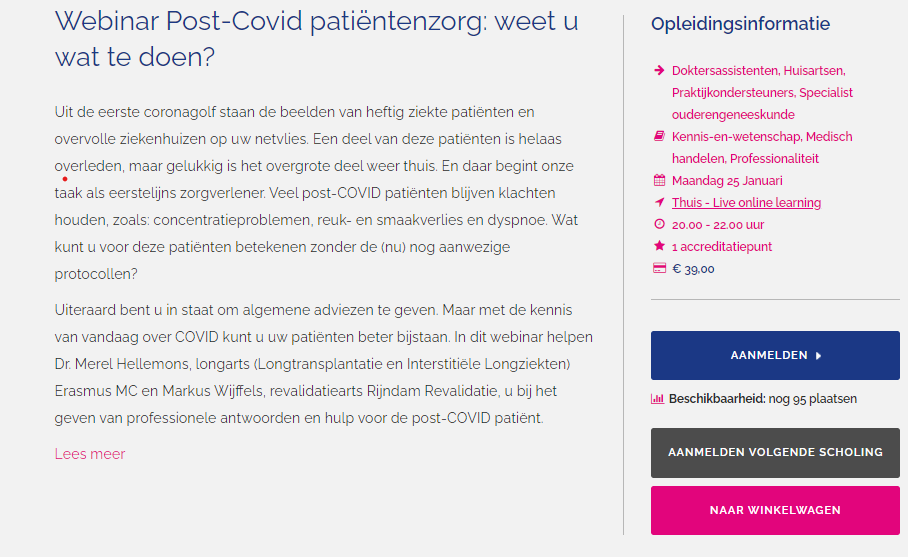 Webinar Post-Covid patiëntenzorg: weet u
wat te doen?
Uit de eerste coronagolf staan de beelden van heftig ziekte patiënten en
overvolle ziekenhuizen op uw netvlies. Een deel van deze patiënten is helaas
overleden, maar gelukkig is het overgrote deel weer thuis. En daar begint onze
taak als eerstelijns zorgverlener. Veel post-COVID patiënten blijven klachten
houden, zoals: concentratieproblemen, reuk- en smaakverlies en dyspnoe. Wat
kunt u voor deze patiënten betekenen zonder de (nu) nog aanwezige
protocollen?
Uiteraard bent u in staat om algemene adviezen te geven. Maar met de kennis
van vandaag over COVID kunt u uw patiënten beter bijstaan. In dit webinar helpen
Dr. Merel Hellemons, longarts (Longtransplantatie en Interstitiële Longziekten)
Erasmus MC en Markus Wijffels, revalidatiearts Rijndam Revalidatie, u bij het
geven van professionele antwoorden en hulp voor de post-COVID patiënt.
Lees meer
Opleidingsinformatie
Doktersassistenten, Huisartsen,
Praktijkondersteuners, Specialist
ouderengeneeskunde
Kennis-en-wetenschap, Medisch
handelen, Professionaliteit
Maandag 25 Januari
Thuis - Live online learning
20.00 - 22.00 uur
1 accreditatiepunt
€ 39,00
AANMELDEN
Beschikbaarheid: nog 95 plaatsen
AANMELDEN VOLGENDE SCHOLING
NAAR WINKELWAGEN